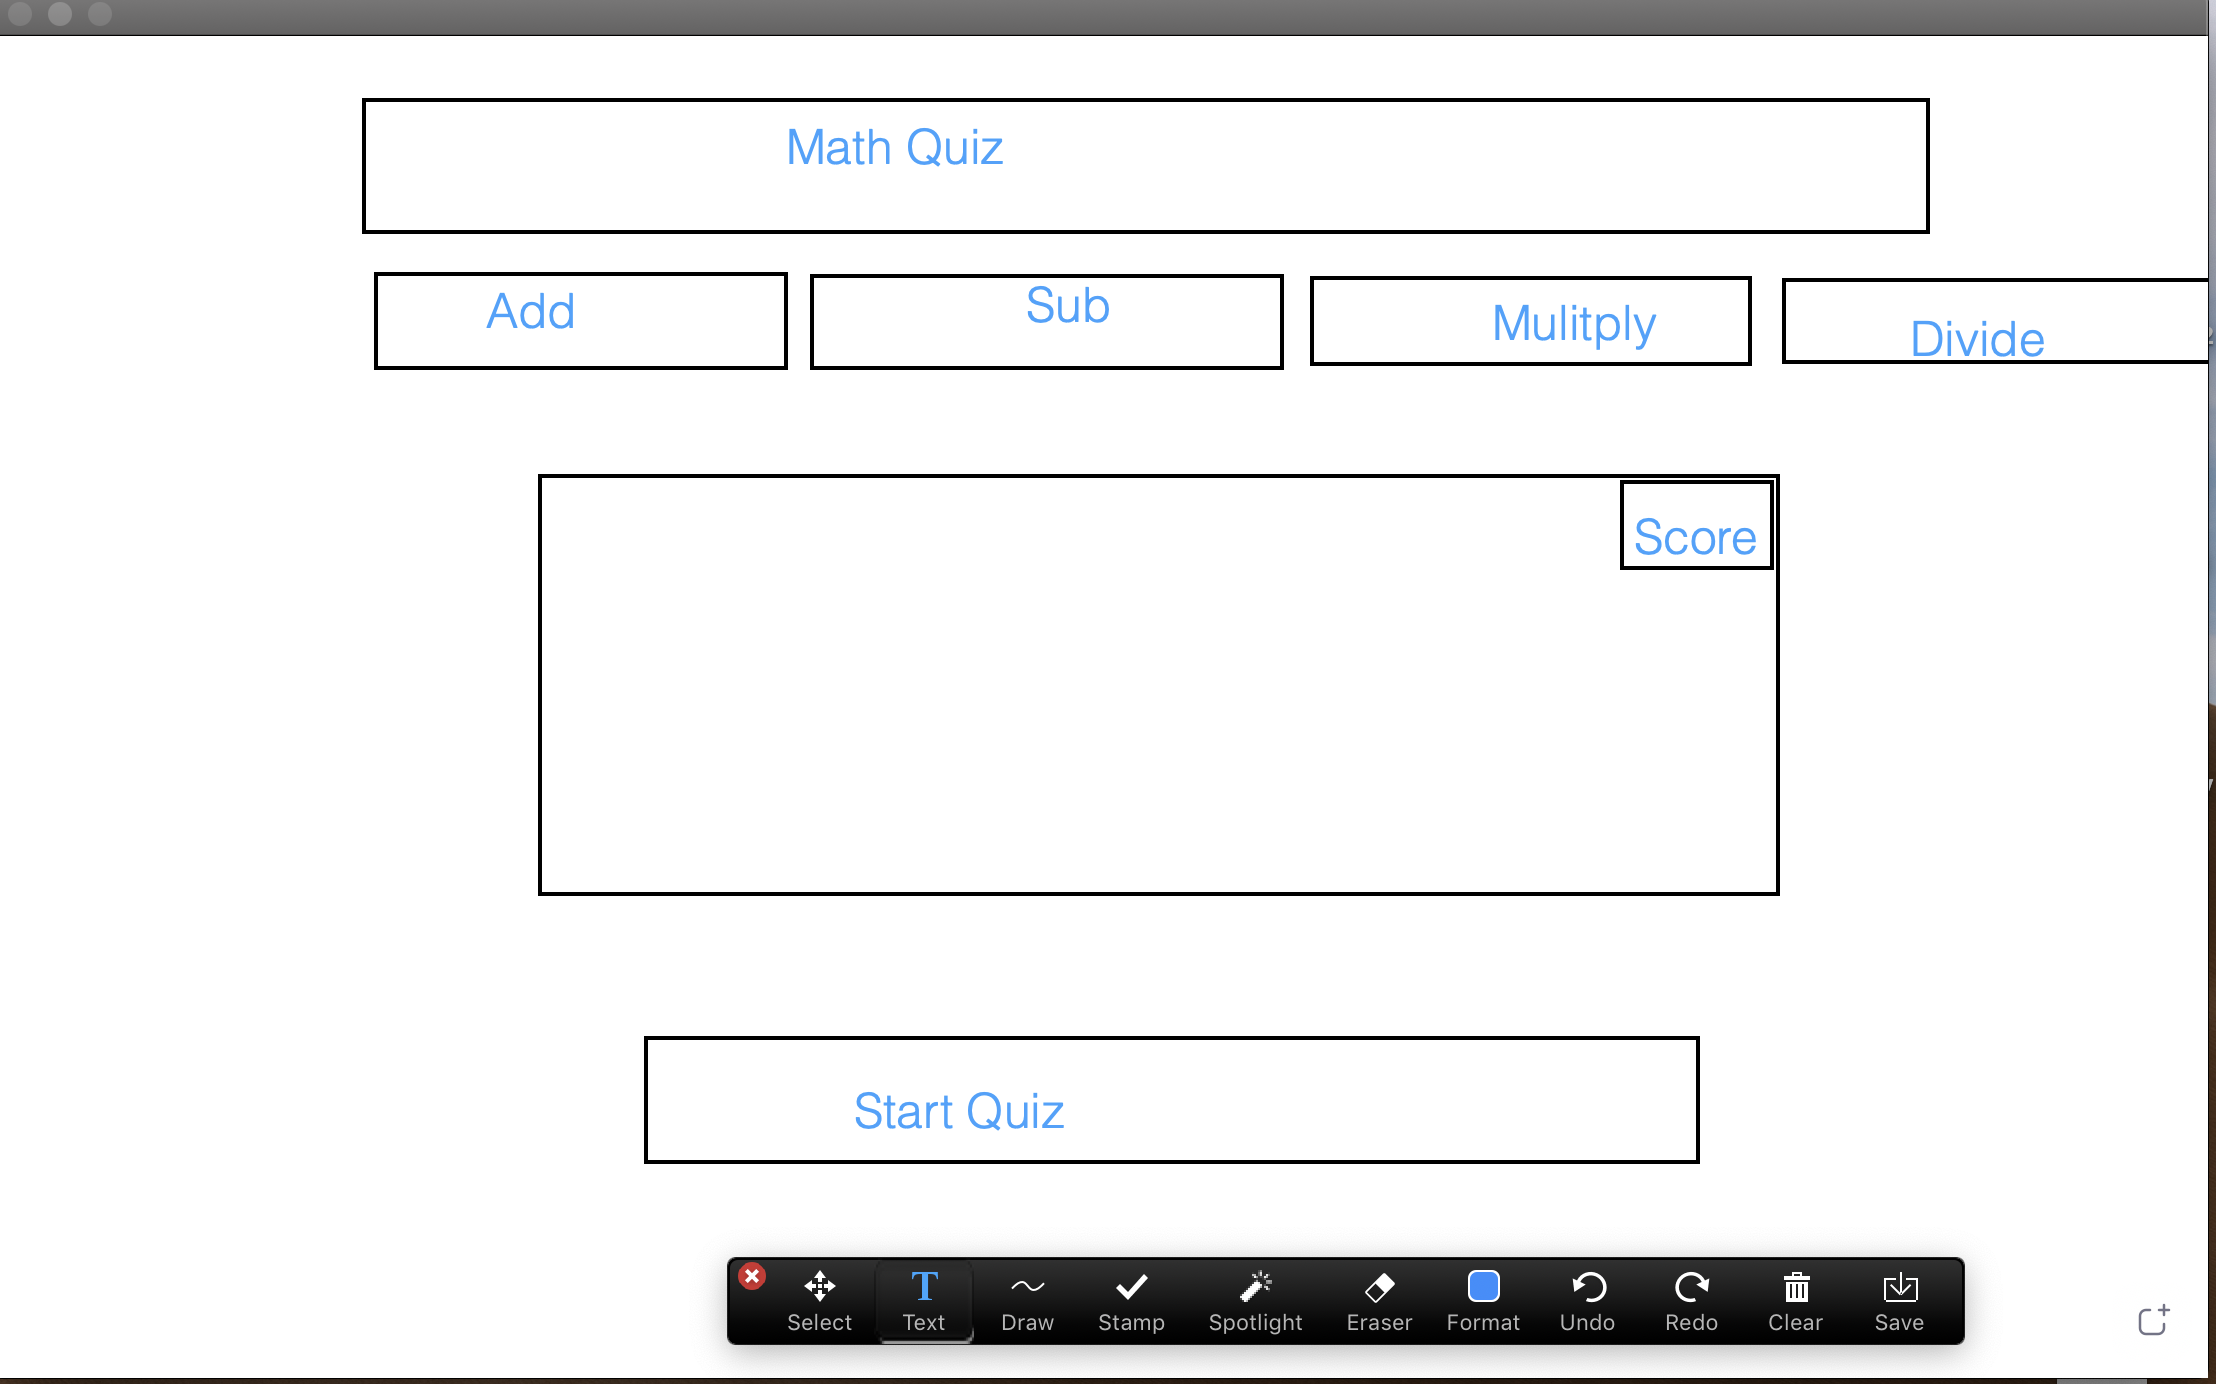 Math Quiz
Add
Sub
Mulitply
Divide
Score
Start Quiz
Select
Text
Draw
Stamp
Spotlight
Eraser
Format
Undo
Redo
Clear
Save